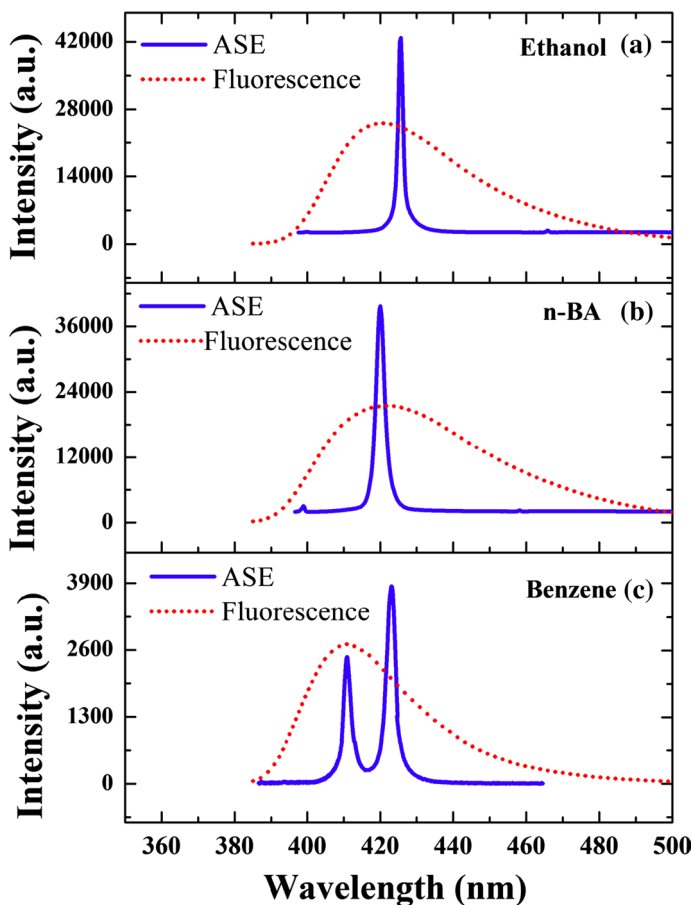 42000
28000
14000
0
Intensity (a.u.)
ASE
Fluorescence
Ethanol (a)
36000
24000
12000
0
Intensity (a.u.)
ASE
Fluorescence
n-BA (b)
3900
2600
1300
0
Intensity (a.u.)
ASE
Fluorescence
Benzene (c)
360 380 400 420 440 460 480 500
Wavelength (nm)